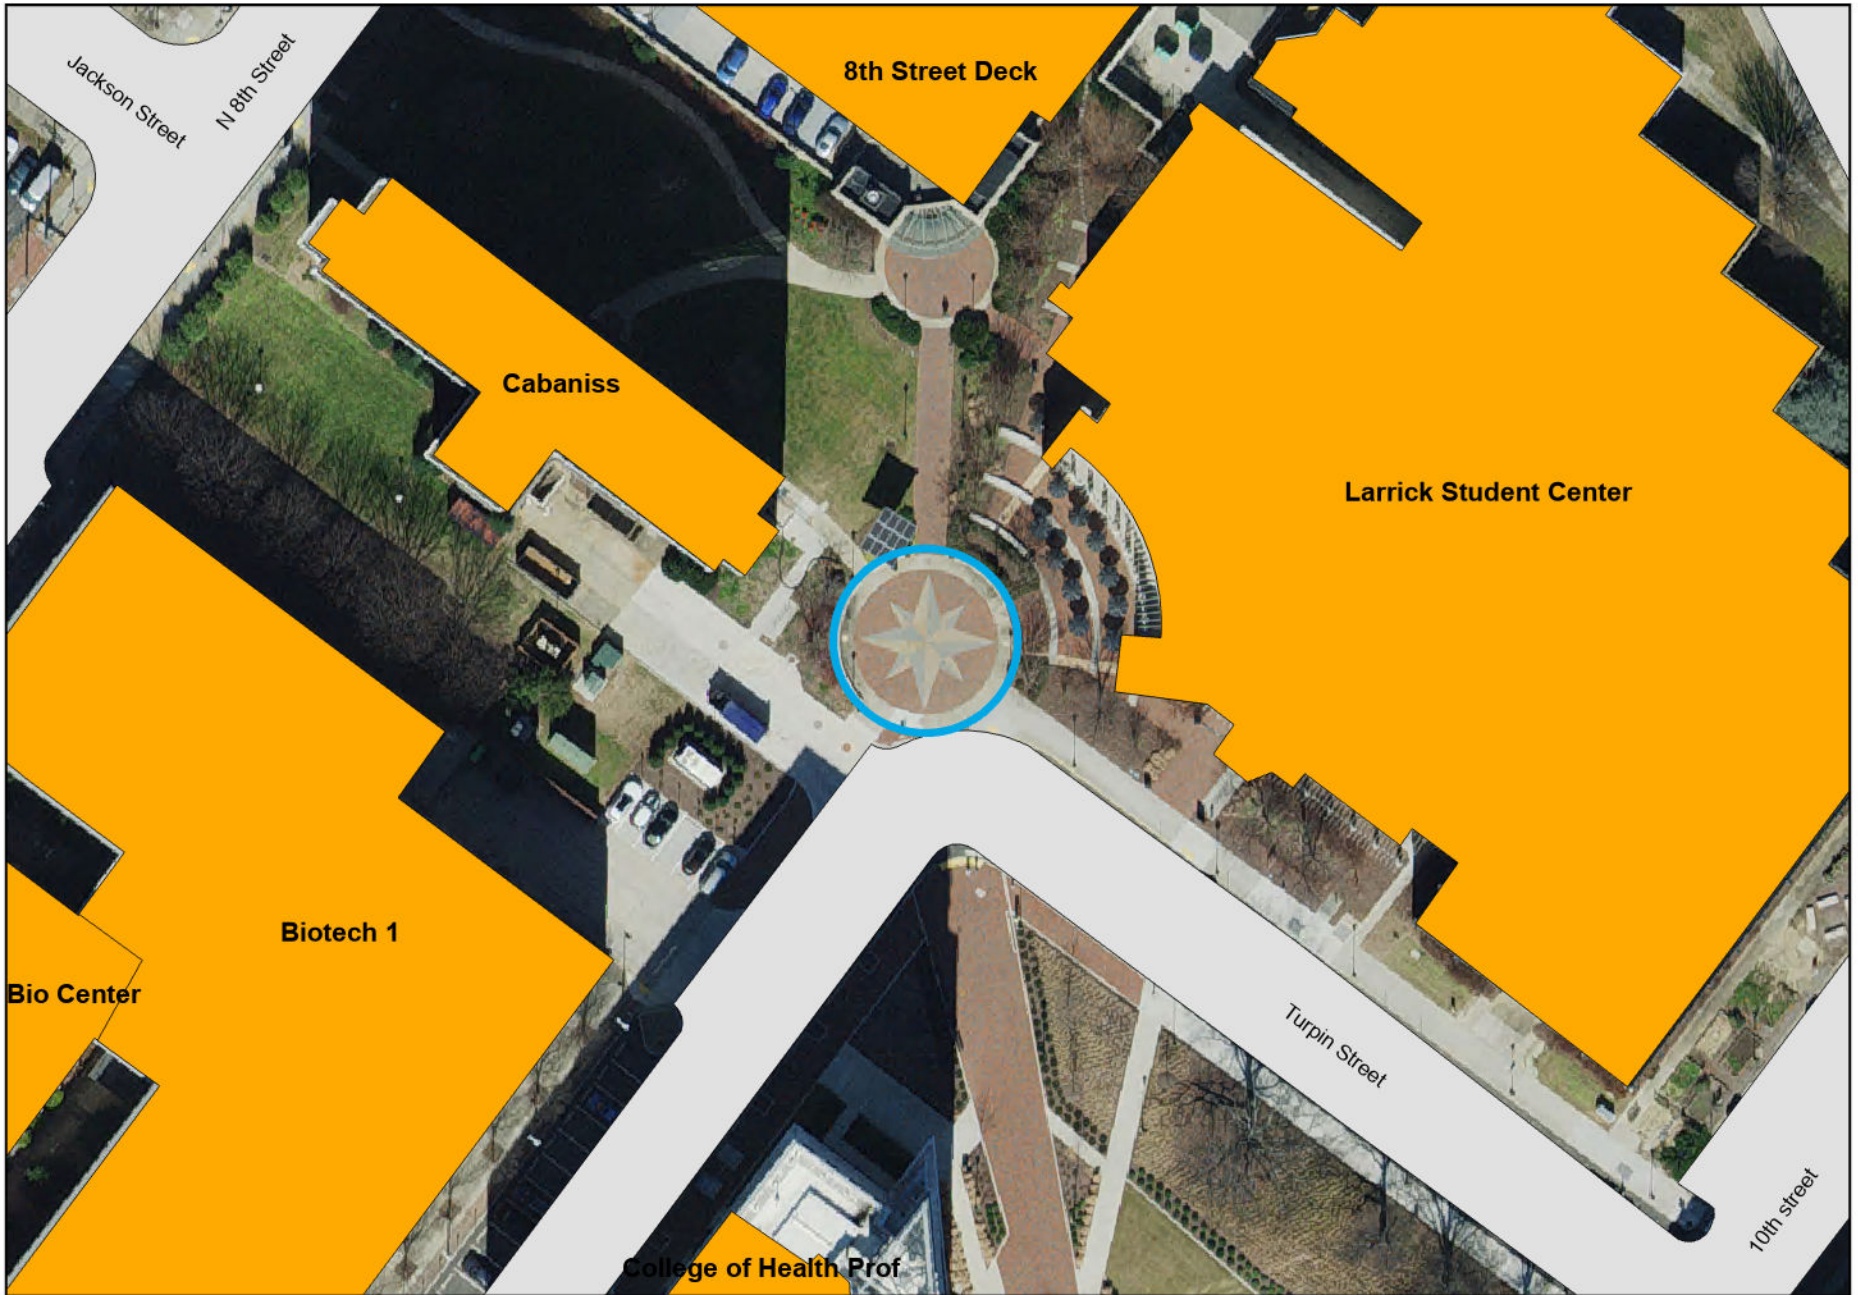 8th Street Deck
Jackson Street
N 8th Street
Cabaniss
Larrick Student Center
Biotech 1
Bio Center
Turpin Street
10th street
College of Health Prof